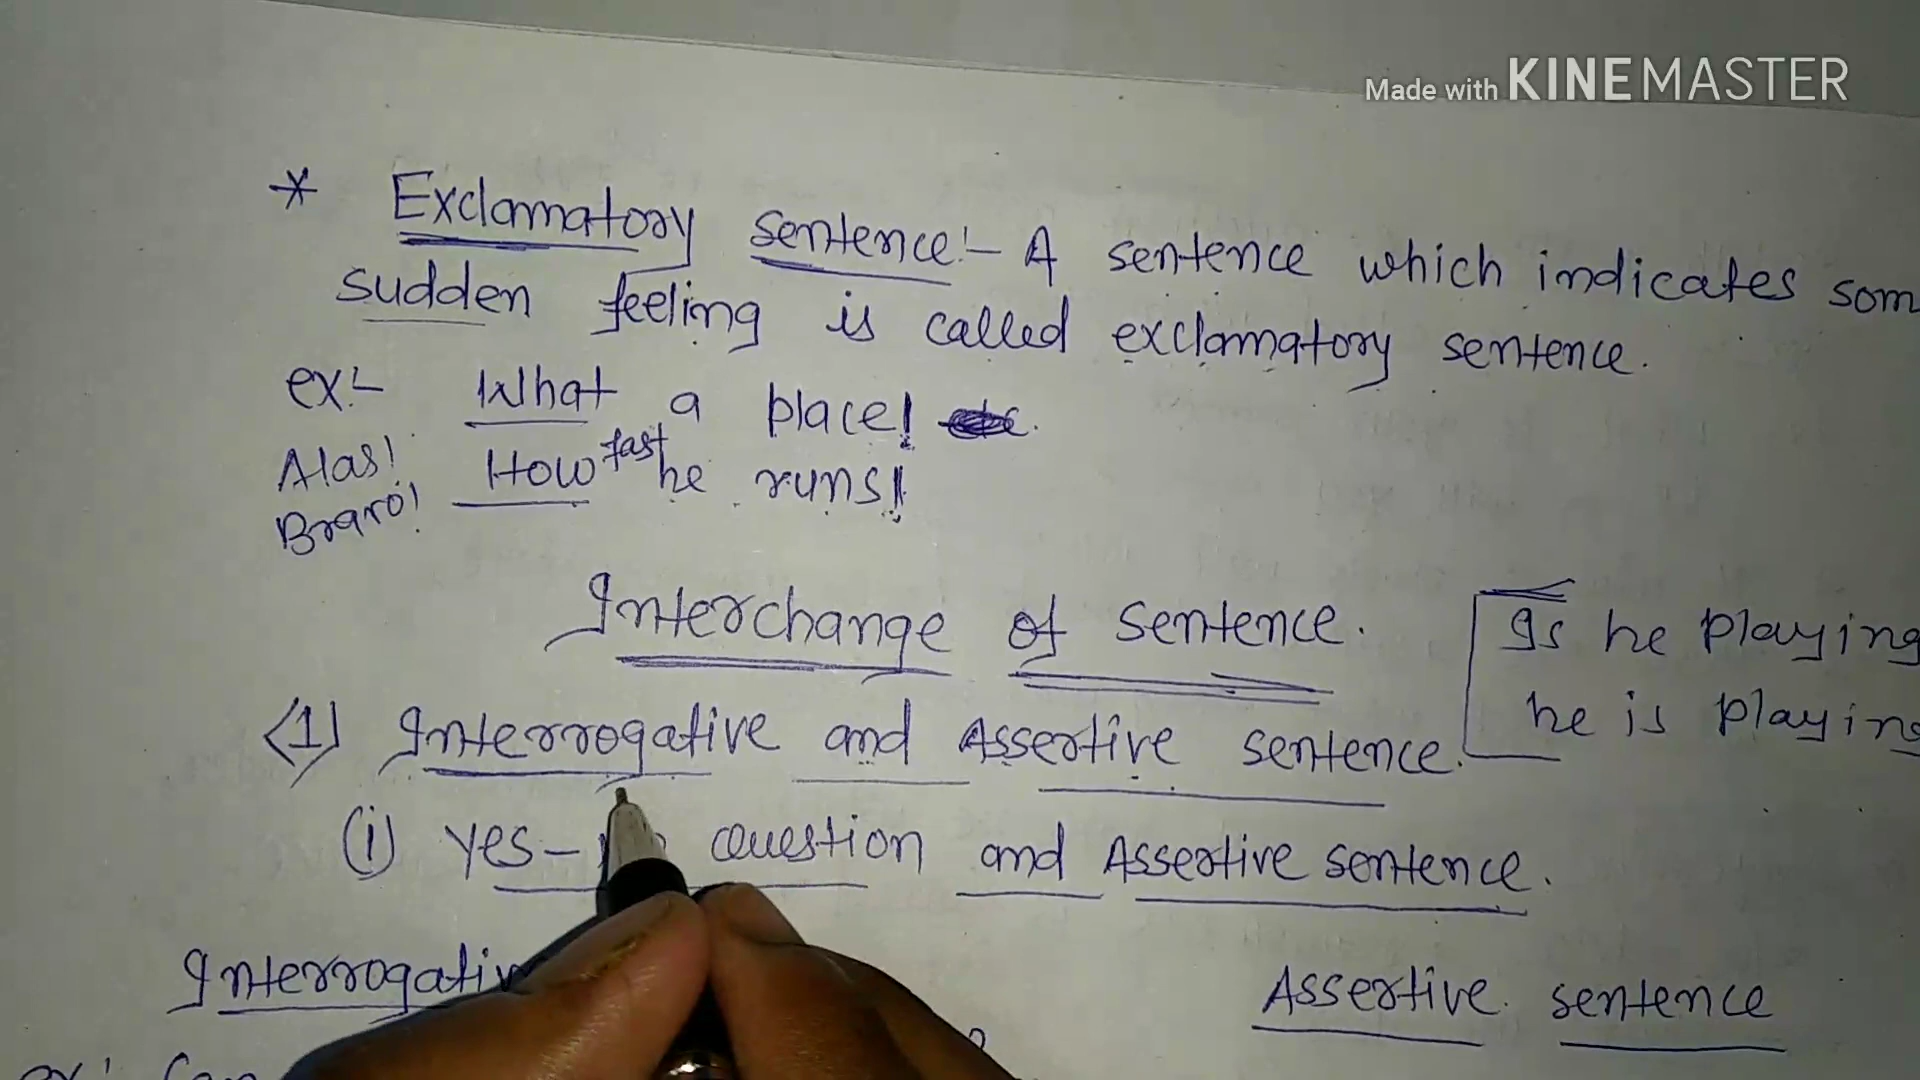 Made with KINEMASTER
* Exclamatory sentence:- A sentence which indicates som
sudden feeling is called exclamatory sentence.
ex:- What a place!
Alas! How fast he runs!
Bravo!
Interchange of sentence.
Is he playing
he is playing
(1) Interrogative and Assertive sentence.
(i) Yes- question and Assertive sentence.
Interrogativ
Assertive sentence
ex: